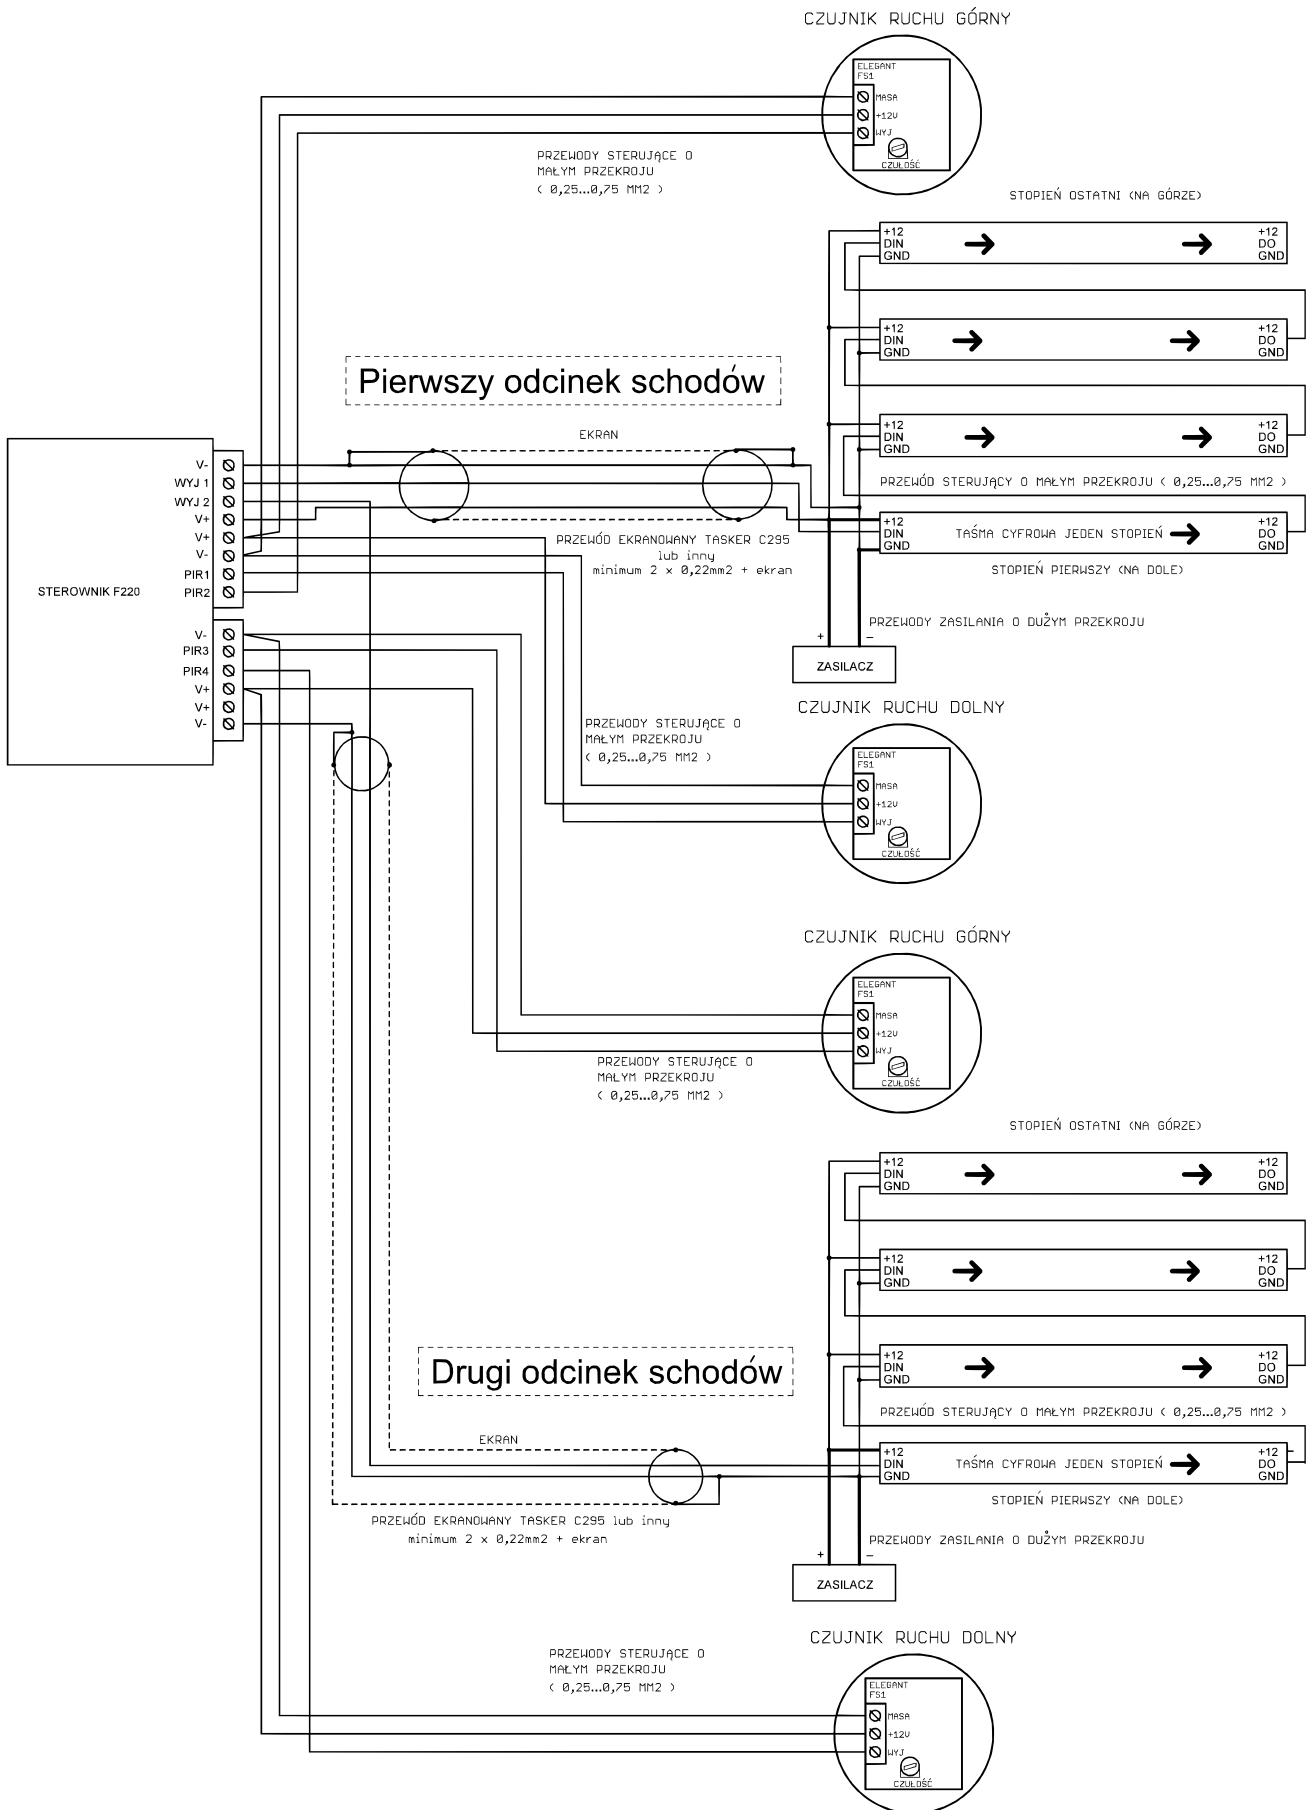 CZUJNIK RUCHU GÓRNY
ELEGANT
FS1
MASA
+12V
WYJ
CZUŁOŚĆ
PRZEWODY STERUJĄCE O
MAŁYM PRZEKROJU
( 0,25...0,75 MM2 )
STOPIEŃ OSTATNI (NA GÓRZE)
+12
DIN
GND
+12
DO
GND
+12
DIN
GND
+12
DO
GND
Pierwszy odcinek schodów
+12
DIN
GND
+12
DO
GND
EKRAN
PRZEWÓD STERUJĄCY O MAŁYM PRZEKROJU ( 0,25...0,75 MM2 )
+12
DIN
GND
TAŚMA CYFROWA JEDEN STOPIEŃ
+12
DO
GND
PRZEWÓD EKRANOWANY TASKER C295
lub inny
minimum 2 x 0,22mm2 + ekran
STOPIEŃ PIERWSZY (NA DOLE)
STEROWNIK F220
V-
WYJ 1
WYJ 2
V+
V+
V-
PIR1
PIR2
V-
PIR3
PIR4
V+
V+
V-
PRZEWODY ZASILANIA O DUŻYM PRZEKROJU
+
–
ZASILACZ
CZUJNIK RUCHU DOLNY
PRZEWODY STERUJĄCE O
MAŁYM PRZEKROJU
( 0,25...0,75 MM2 )
ELEGANT
FS1
MASA
+12V
WYJ
CZUŁOŚĆ
CZUJNIK RUCHU GÓRNY
ELEGANT
FS1
MASA
+12V
WYJ
CZUŁOŚĆ
PRZEWODY STERUJĄCE O
MAŁYM PRZEKROJU
( 0,25...0,75 MM2 )
STOPIEŃ OSTATNI (NA GÓRZE)
+12
DIN
GND
+12
DO
GND
+12
DIN
GND
+12
DO
GND
Drugi odcinek schodów
+12
DIN
GND
+12
DO
GND
PRZEWÓD STERUJĄCY O MAŁYM PRZEKROJU ( 0,25...0,75 MM2 )
EKRAN
+12
DIN
GND
TAŚMA CYFROWA JEDEN STOPIEŃ
+12
DO
GND
STOPIEŃ PIERWSZY (NA DOLE)
PRZEWÓD EKRANOWANY TASKER C295 lub inny
minimum 2 x 0,22mm2 + ekran
PRZEWODY ZASILANIA O DUŻYM PRZEKROJU
+
–
ZASILACZ
CZUJNIK RUCHU DOLNY
PRZEWODY STERUJĄCE O
MAŁYM PRZEKROJU
( 0,25...0,75 MM2 )
ELEGANT
FS1
MASA
+12V
WYJ
CZUŁOŚĆ